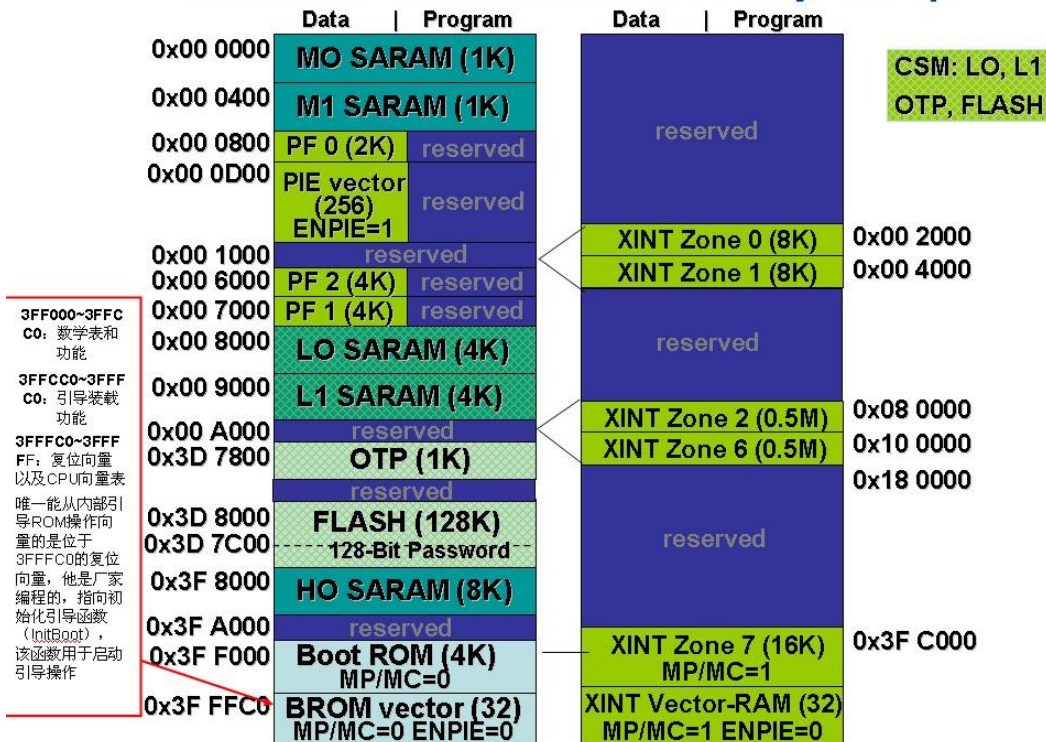 Data | Program
0x00 0000
MO SARAM (1K)
0x00 0400
M1 SARAM (1K)
0x00 0800
PF 0 (2K)
reserved
0x00 0D00
PIE vector
(256)
ENPIE=1
reserved
0x00 1000
reserved
0x00 6000
PF 2 (4K)
reserved
0x00 7000
PF 1 (4K)
reserved
0x00 8000
LO SARAM (4K)
0x00 9000
L1 SARAM (4K)
0x00 A000
reserved
0x3D 7800
OTP (1K)
reserved
0x3D 8000
FLASH (128K)
0x3D 7C00
128-Bit Password
0x3F 8000
HO SARAM (8K)
0x3F A000
reserved
0x3F F000
Boot ROM (4K)
MP/MC=0
0x3F FFC0
BROM vector (32)
MP/MC=0 ENPIE=0
Data | Program
reserved
XINT Zone 0 (8K)
0x00 2000
XINT Zone 1 (8K)
0x00 4000
reserved
XINT Zone 2 (0.5M)
0x08 0000
XINT Zone 6 (0.5M)
0x10 0000
0x18 0000
reserved
XINT Zone 7 (16K)
MP/MC=1
0x3F C000
XINT Vector-RAM (32)
MP/MC=1 ENPIE=0
CSM: LO, L1
OTP, FLASH
3FF000~3FFC
C0：数学表和
功能
3FFCC0~3FFF
C0：引导装载
功能
3FFFC0~3FFF
FF：复位向量
以及CPU向量表
唯一能从内部引
导ROM操作向
量的是位于
3FFFC0的复位
向量，他是厂家
编程的，指向初
始化引导函数
（InitBoot），
该函数用于启动
引导操作